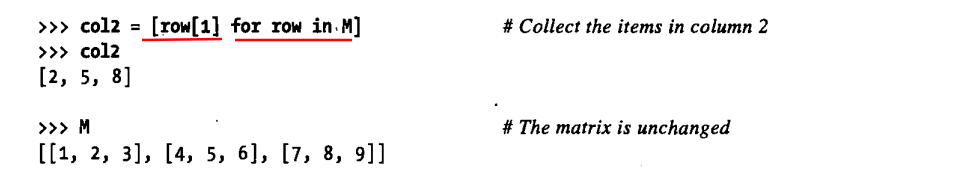 >>> col2 = [row[1] for row in M] # Collect the items in column 2
>>> col2
[2, 5, 8]
>>> M # The matrix is unchanged
[[1, 2, 3], [4, 5, 6], [7, 8, 9]]